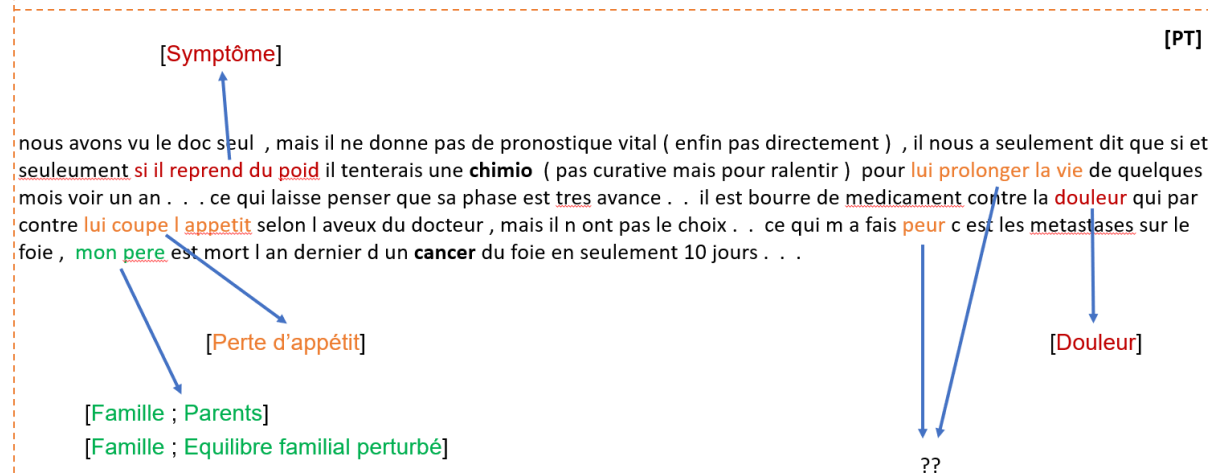 [PT]
[Symptôme]
nous avons vu le doc seul , mais il ne donne pas de pronostique vital ( enfin pas directement ) , il nous a seulement dit que si et
seuleument si il reprend du poid il tenterais une chimio ( pas curative mais pour ralentir ) pour lui prolonger la vie de quelques
mois voir un an . . . ce qui laisse penser que sa phase est tres avance . . il est bourre de medicament contre la douleur qui par
contre lui coupe l appetit selon l aveux du docteur , mais il n ont pas le choix . . ce qui m a fais peur c est les metastases sur le
foie , mon pere est mort l an dernier d un cancer du foie en seulement 10 jours . . .
[Perte d’appétit]
[Douleur]
[Famille ; Parents]
[Famille ; Equilibre familial perturbé]
??